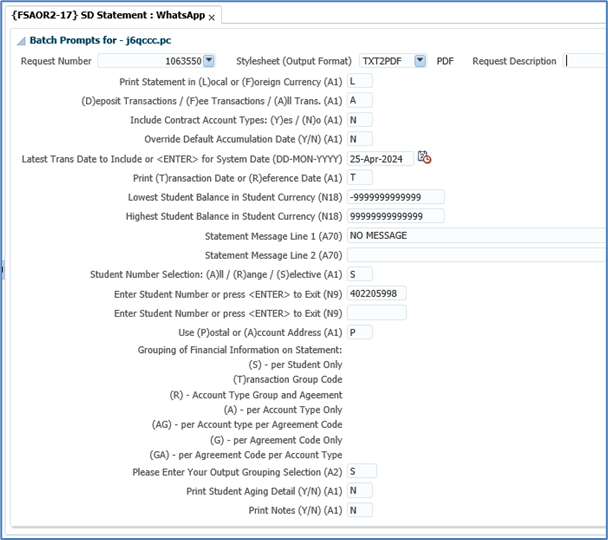 {FSAOR2-17} SD Statement : WhatsApp ×
Batch Prompts for - j6qccc.pc
Request Number 1063550 Stylesheet (Output Format) TXT2PDF PDF Request Description
Print Statement in (L)ocal or (F)oreign Currency (A1) L
(D)eposit Transactions / (F)ee Transactions / (A)ll Trans. (A1) A
Include Contract Account Types: (Y)es / (N)o (A1) N
Override Default Accumulation Date (Y/N) (A1) N
Latest Trans Date to Include or <ENTER> for System Date (DD-MON-YYYY) 25-Apr-2024
Print (T)ransaction Date or (R)eference Date (A1) T
Lowest Student Balance in Student Currency (N18) -9999999999999
Highest Student Balance in Student Currency (N18) 99999999999999
Statement Message Line 1 (A70) NO MESSAGE
Statement Message Line 2 (A70)
Student Number Selection: (A)ll / (R)ange / (S)elective (A1) S
Enter Student Number or press <ENTER> to Exit (N9) 402205998
Enter Student Number or press <ENTER> to Exit (N9)
Use (P)ostal or (A)ccount Address (A1) P
Grouping of Financial Information on Statement:
(S) - per Student Only
(T)ransaction Group Code
(R) - Account Type Group and Ageement
(A) - per Account Type Only
(AG) - per Account type per Agreement Code
(G) - per Agreement Code Only
(GA) - per Agreement Code per Account Type
Please Enter Your Output Grouping Selection (A2) S
Print Student Aging Detail (Y/N) (A1) N
Print Notes (Y/N) (A1) N